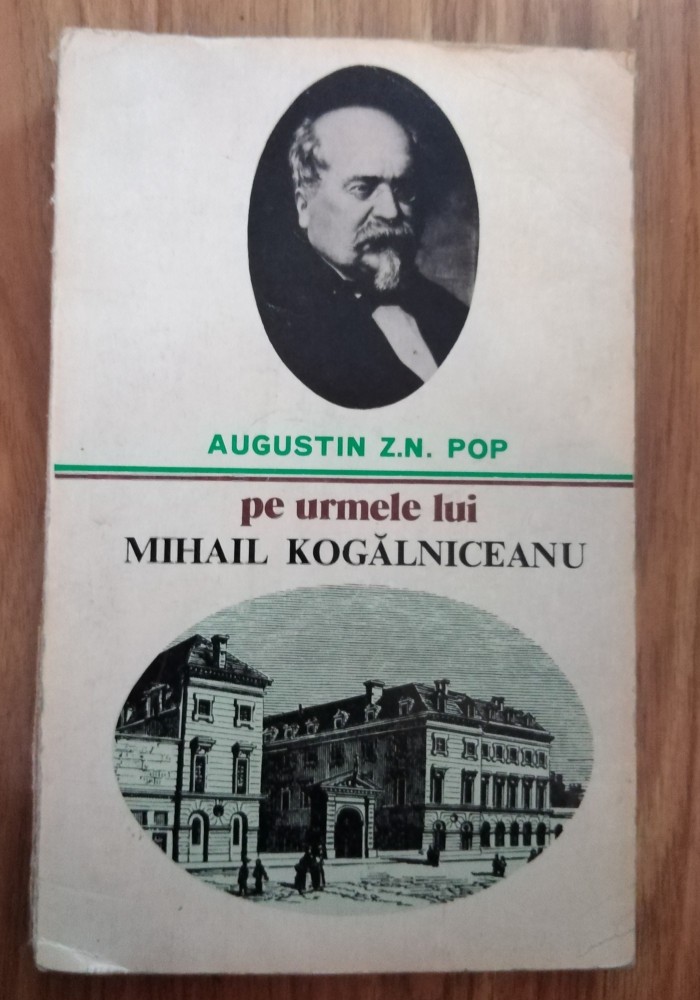 AUGUSTIN Z.N. POP
pe urmele lui
MIHAIL KOGĂLNICEANU